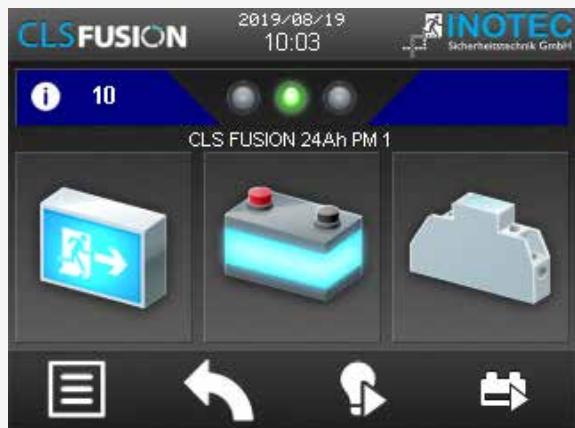 CLSFUSION
2019/08/19
10:03
INOTEC
Sicherheitstechnik GmbH
i 10
CLS FUSION 24Ah PM 1